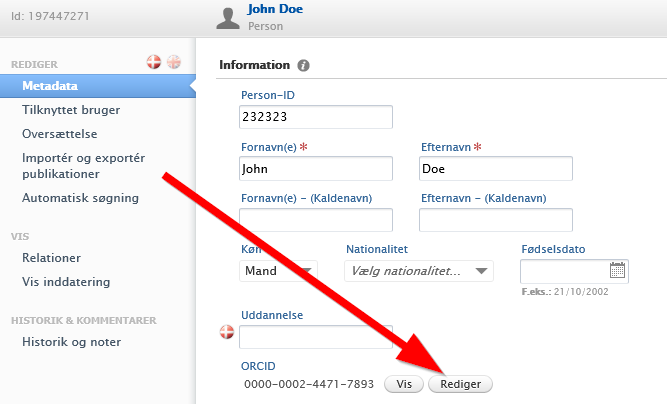 Id: 197447271
John Doe
Person
REDIGER
Metadata
Tilknyttet bruger
Oversættelse
Importér og exportér
publikationer
Automatisk søgning
VIS
Relationer
Vis inddatering
HISTORIK & KOMMENTARER
Historik og noter
Information
Person-ID
232323
Fornavn(e) * Efternavn *
John Doe
Fornavn(e) - (Kaldenavn) Efternavn - (Kaldenavn)
Køn Nationalitet Fødselsdato
Mand Vælg nationalitet...
F.eks.: 21/10/2002
Uddannelse
ORCID
0000-0002-4471-7893 Vis Rediger